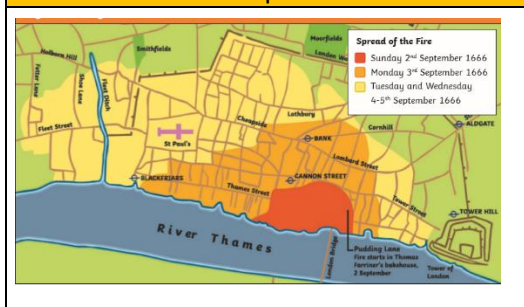 Spread of the Fire
Sunday 2nd September 1666
Monday 3rd September 1666
Tuesday and Wednesday
4-5th September 1666
Moorfields
London
Smithfields
Holborn Hill
Fetter Lane
Shoe Lane
Fleet Ditch
Fleet Street
St Paul's
Cheapside
Lothbury
BANK
Cornhill
ALDGATE
Lombard Street
CANNON STREET
BLACKFRIARS
Thames Street
Tower Street
TOWER HILL
River Thames
London Bridge
Pudding Lane
Fire starts in Thomas
Farriner's bakehouse,
2 September
Tower of
London